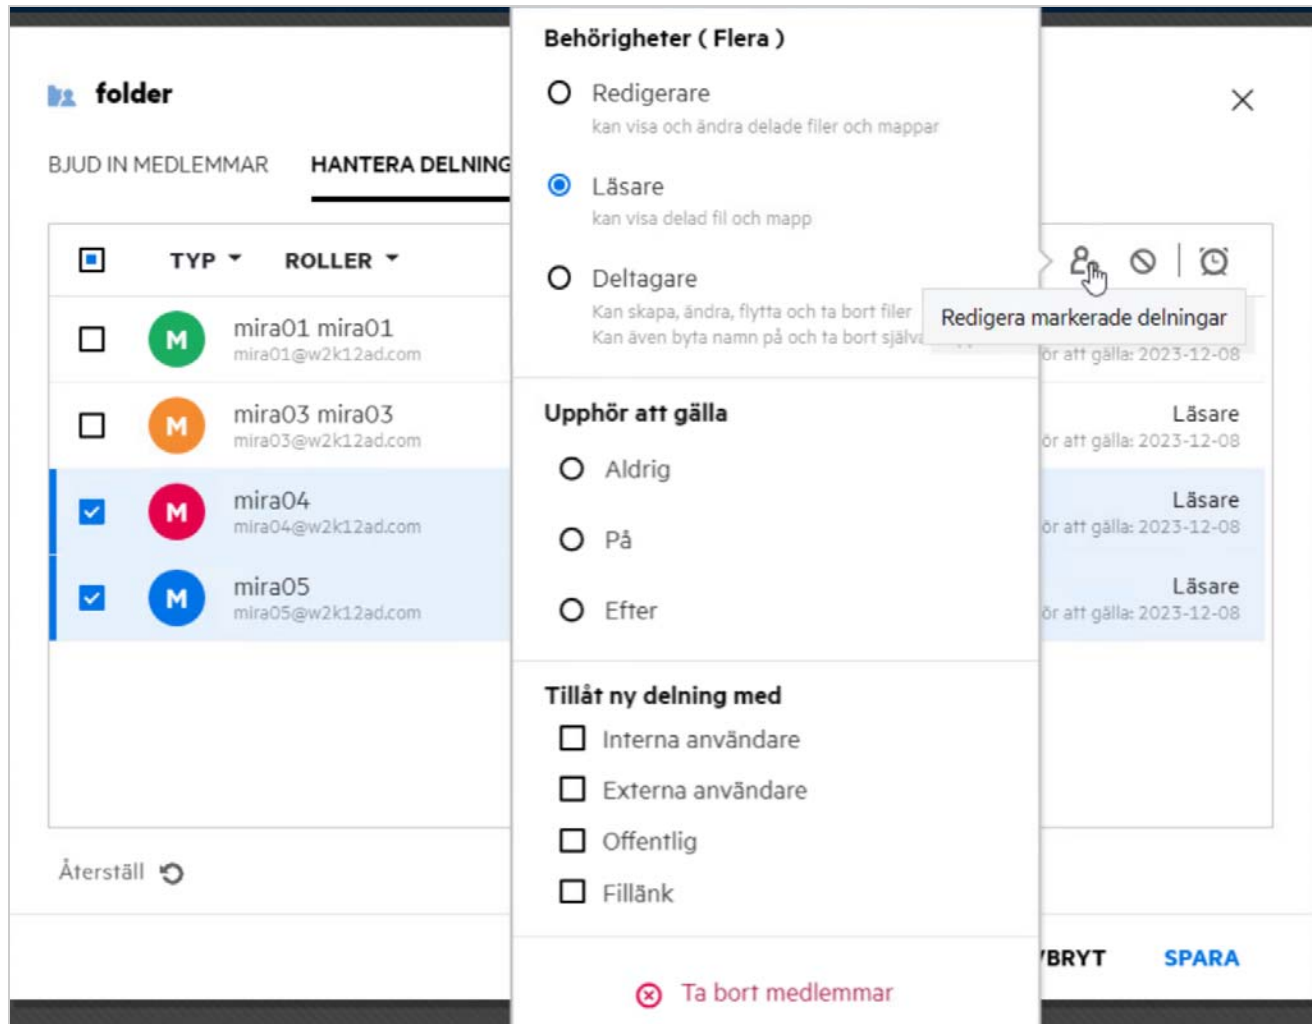 folder
BJUD IN MEDLEMMAR
HANTERA DELNING
TYP
ROLLER
M
mira01 mira01
mira01@w2k12ad.com
M
mira03 mira03
mira03@w2k12ad.com
M
mira04
mira04@w2k12ad.com
M
mira05
mira05@w2k12ad.com
Återställ
Behörigheter ( Flera )
Redigerare
kan visa och ändra delade filer och mappar
Läsare
kan visa delad fil och mapp
Deltagare
Kan skapa, ändra, flytta och ta bort filer
Kan även byta namn på och ta bort själva
Upphör att gälla
Aldrig
På
Efter
Tillåt ny delning med
Interna användare
Externa användare
Offentlig
Fillänk
Ta bort medlemmar
Redigera markerade delningar
ör att gälla: 2023-12-08
Läsare
ör att gälla: 2023-12-08
Läsare
ör att gälla: 2023-12-08
Läsare
ör att gälla: 2023-12-08
BRYT
SPARA